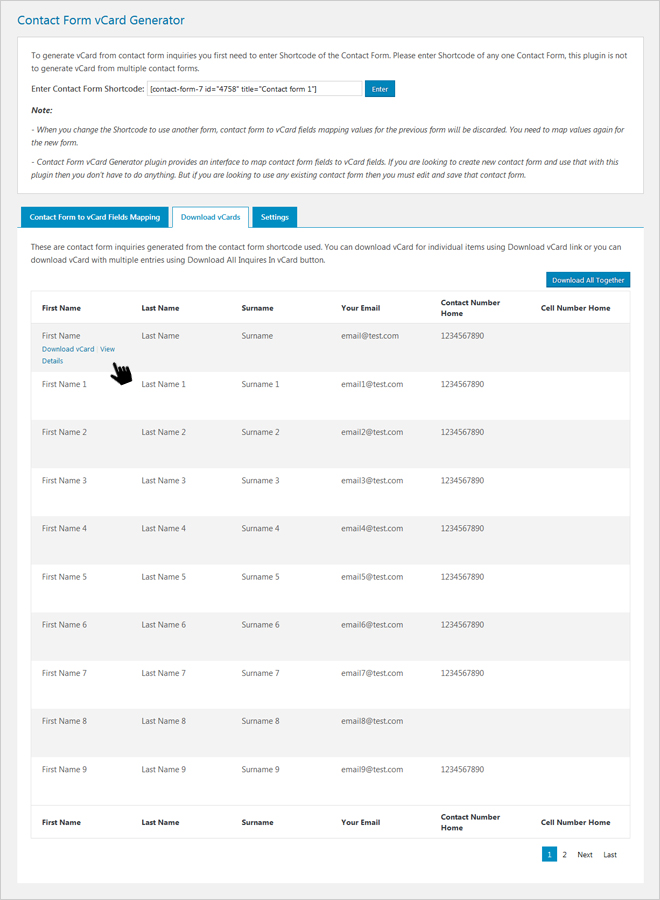 Contact Form vCard Generator
To generate vCard from contact form inquiries you first need to enter Shortcode of the Contact Form. Please enter Shortcode of any one Contact Form, this plugin is not
to generate vCard from multiple contact forms.
Enter Contact Form Shortcode: [contact-form-7 id="4758" title="Contact form 1"] Enter
Note:
- When you change the Shortcode to use another form, contact form to vCard fields mapping values for the previous form will be discarded. You need to map values again for
the new form.
- Contact Form vCard Generator plugin provides an interface to map contact form fields to vCard fields. If you are looking to create new contact form and use that with this
plugin then you don't have to do anything. But if you are looking to use any existing contact form then you must edit and save that contact form.
Contact Form to vCard Fields Mapping Download vCards Settings
These are contact form inquiries generated from the contact form shortcode used. You can download vCard for individual items using Download vCard link or you can
download vCard with multiple entries using Download All Inquires In vCard button.
Download All Together
First Name Last Name Surname Your Email Contact Number Home Cell Number Home
First Name Last Name Surname email@test.com 1234567890
Download vCard | View
Details
First Name 1 Last Name 1 Surname 1 email1@test.com 1234567890
First Name 2 Last Name 2 Surname 2 email2@test.com 1234567890
First Name 3 Last Name 3 Surname 3 email3@test.com 1234567890
First Name 4 Last Name 4 Surname 4 email4@test.com 1234567890
First Name 5 Last Name 5 Surname 5 email5@test.com 1234567890
First Name 6 Last Name 6 Surname 6 email6@test.com 1234567890
First Name 7 Last Name 7 Surname 7 email7@test.com 1234567890
First Name 8 Last Name 8 Surname 8 email8@test.com
First Name 9 Last Name 9 Surname 9 email9@test.com 1234567890
First Name Last Name Surname Your Email Contact Number Home Cell Number Home
1 2 Next Last